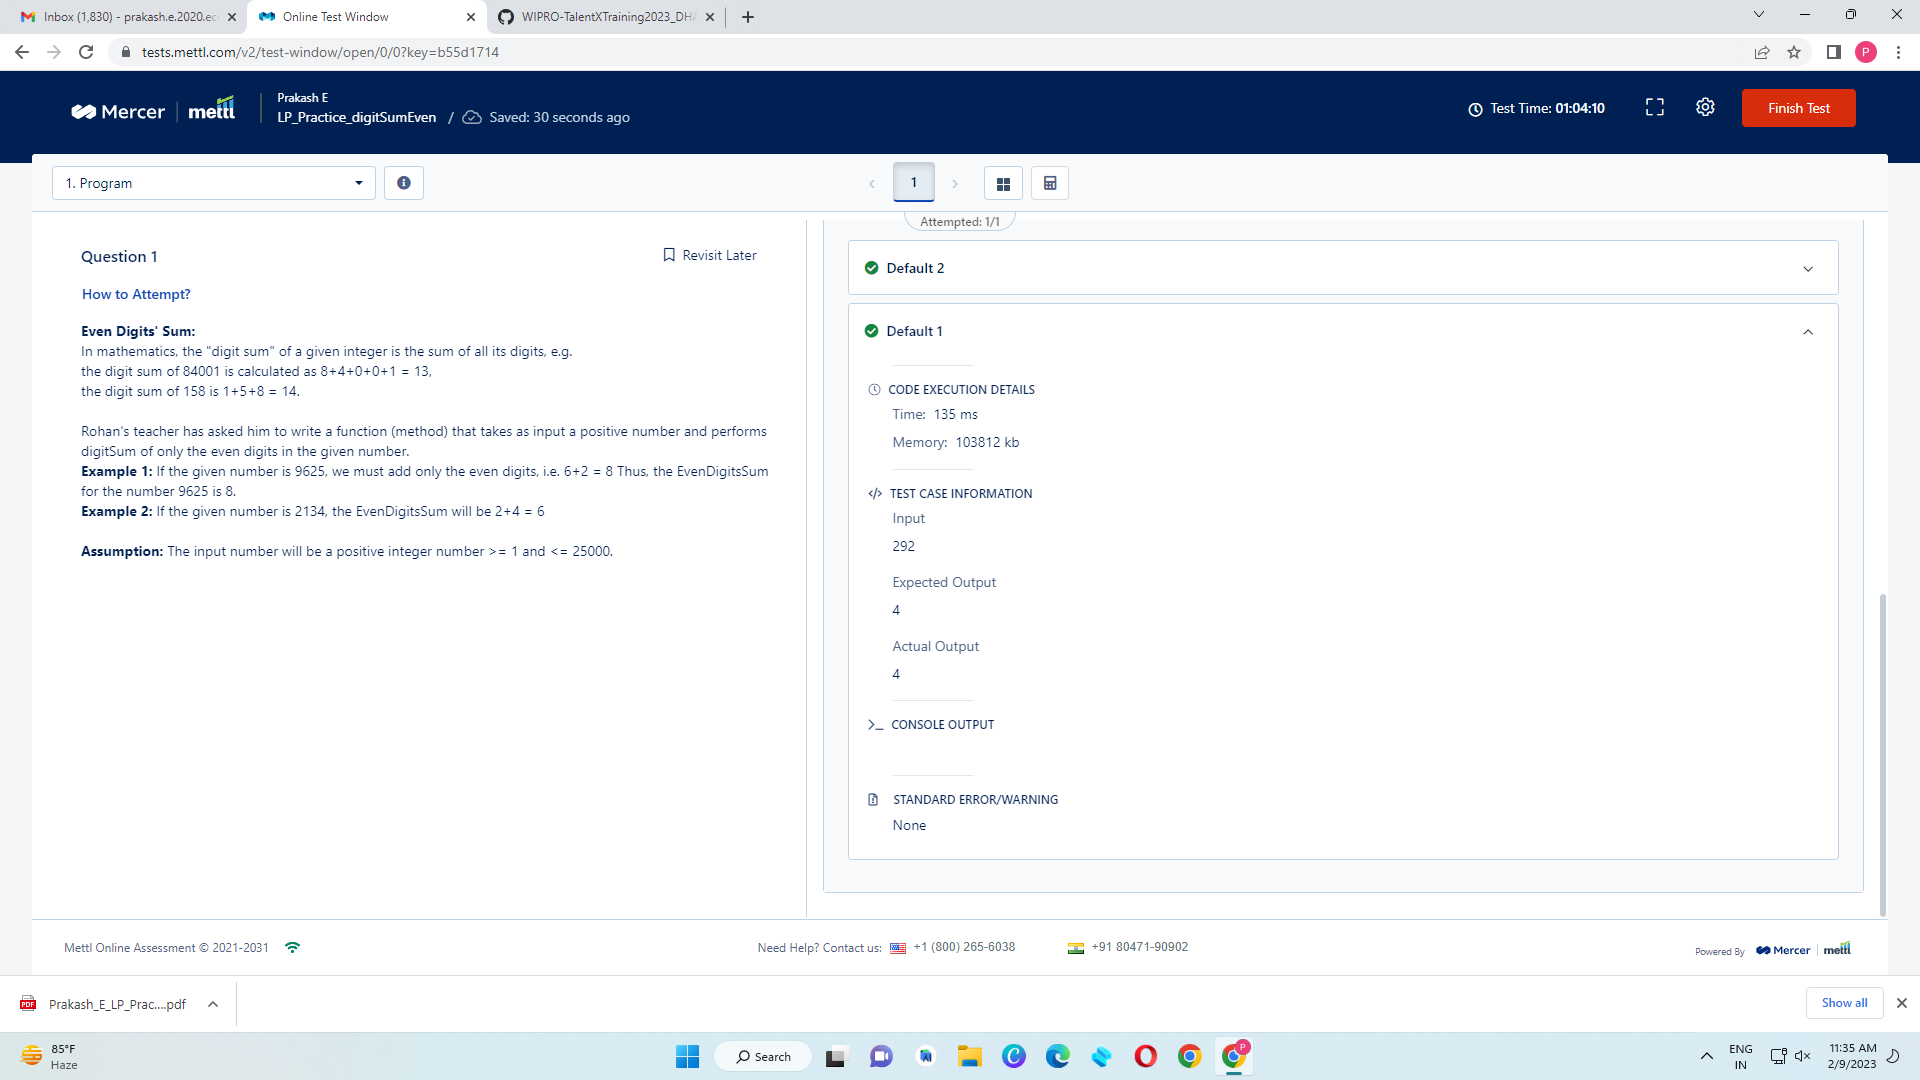 Inbox (1,830) - prakash.e.2020.ec
Online Test Window
WIPRO-TalentXTraining2023_DH
tests.mettl.com/v2/test-window/open/0/0?key=b55d1714
P
Mercer
mettl
Prakash E
LP_Practice_digitSumEven / Saved: 30 seconds ago
Test Time: 01:04:10
Finish Test
1. Program
1
Attempted: 1/1
Question 1
Revisit Later
How to Attempt?
Even Digits' Sum:
In mathematics, the "digit sum" of a given integer is the sum of all its digits, e.g.
the digit sum of 84001 is calculated as 8+4+0+0+1 = 13,
the digit sum of 158 is 1+5+8 = 14.
Rohan's teacher has asked him to write a function (method) that takes as input a positive number and performs
digitSum of only the even digits in the given number.
Example 1: If the given number is 9625, we must add only the even digits, i.e. 6+2 = 8 Thus, the EvenDigitsSum
for the number 9625 is 8.
Example 2: If the given number is 2134, the EvenDigitsSum will be 2+4 = 6
Assumption: The input number will be a positive integer number >= 1 and <= 25000.
Default 2
Default 1
CODE EXECUTION DETAILS
Time: 135 ms
Memory: 103812 kb
</> TEST CASE INFORMATION
Input
292
Expected Output
4
Actual Output
4
CONSOLE OUTPUT
STANDARD ERROR/WARNING
None
Mettl Online Assessment © 2021-2031
Need Help? Contact us: +1 (800) 265-6038
+91 80471-90902
Powered By Mercer mettl
PDF
Prakash_E_LP_Prac....pdf
Show all
85°F
Haze
Search
P
ENG
IN
11:35 AM
2/9/2023